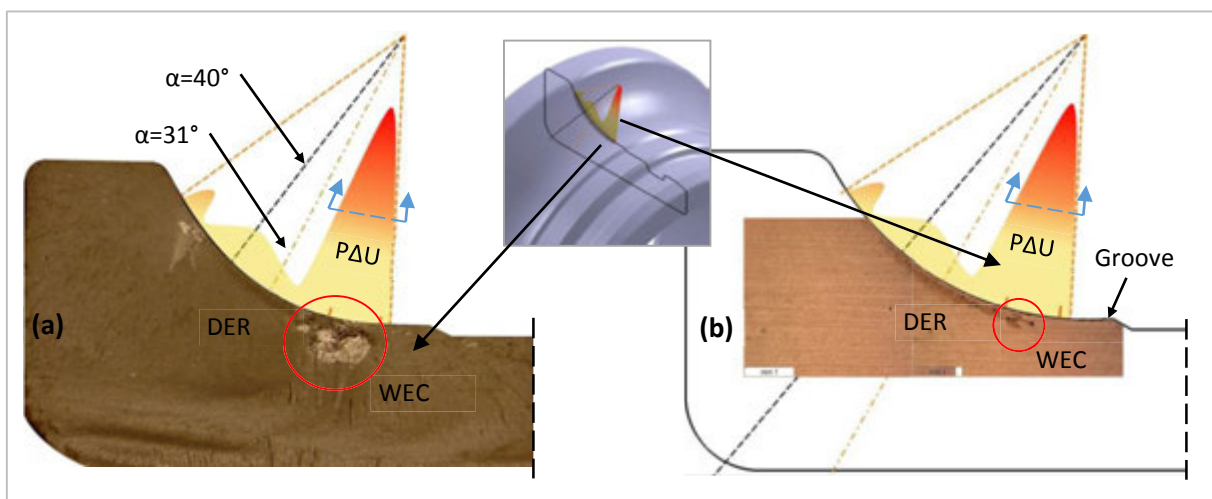 α=40°
α=31°
PΔU
DER
WEC
(a)
PΔU
Groove
DER
WEC
(b)